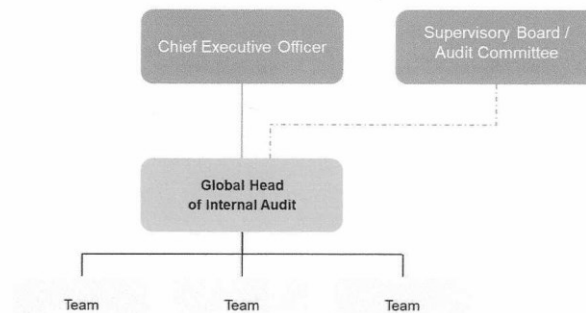 Chief Executive Officer
Supervisory Board /
Audit Committee
Global Head
of Internal Audit
Team
Team
Team